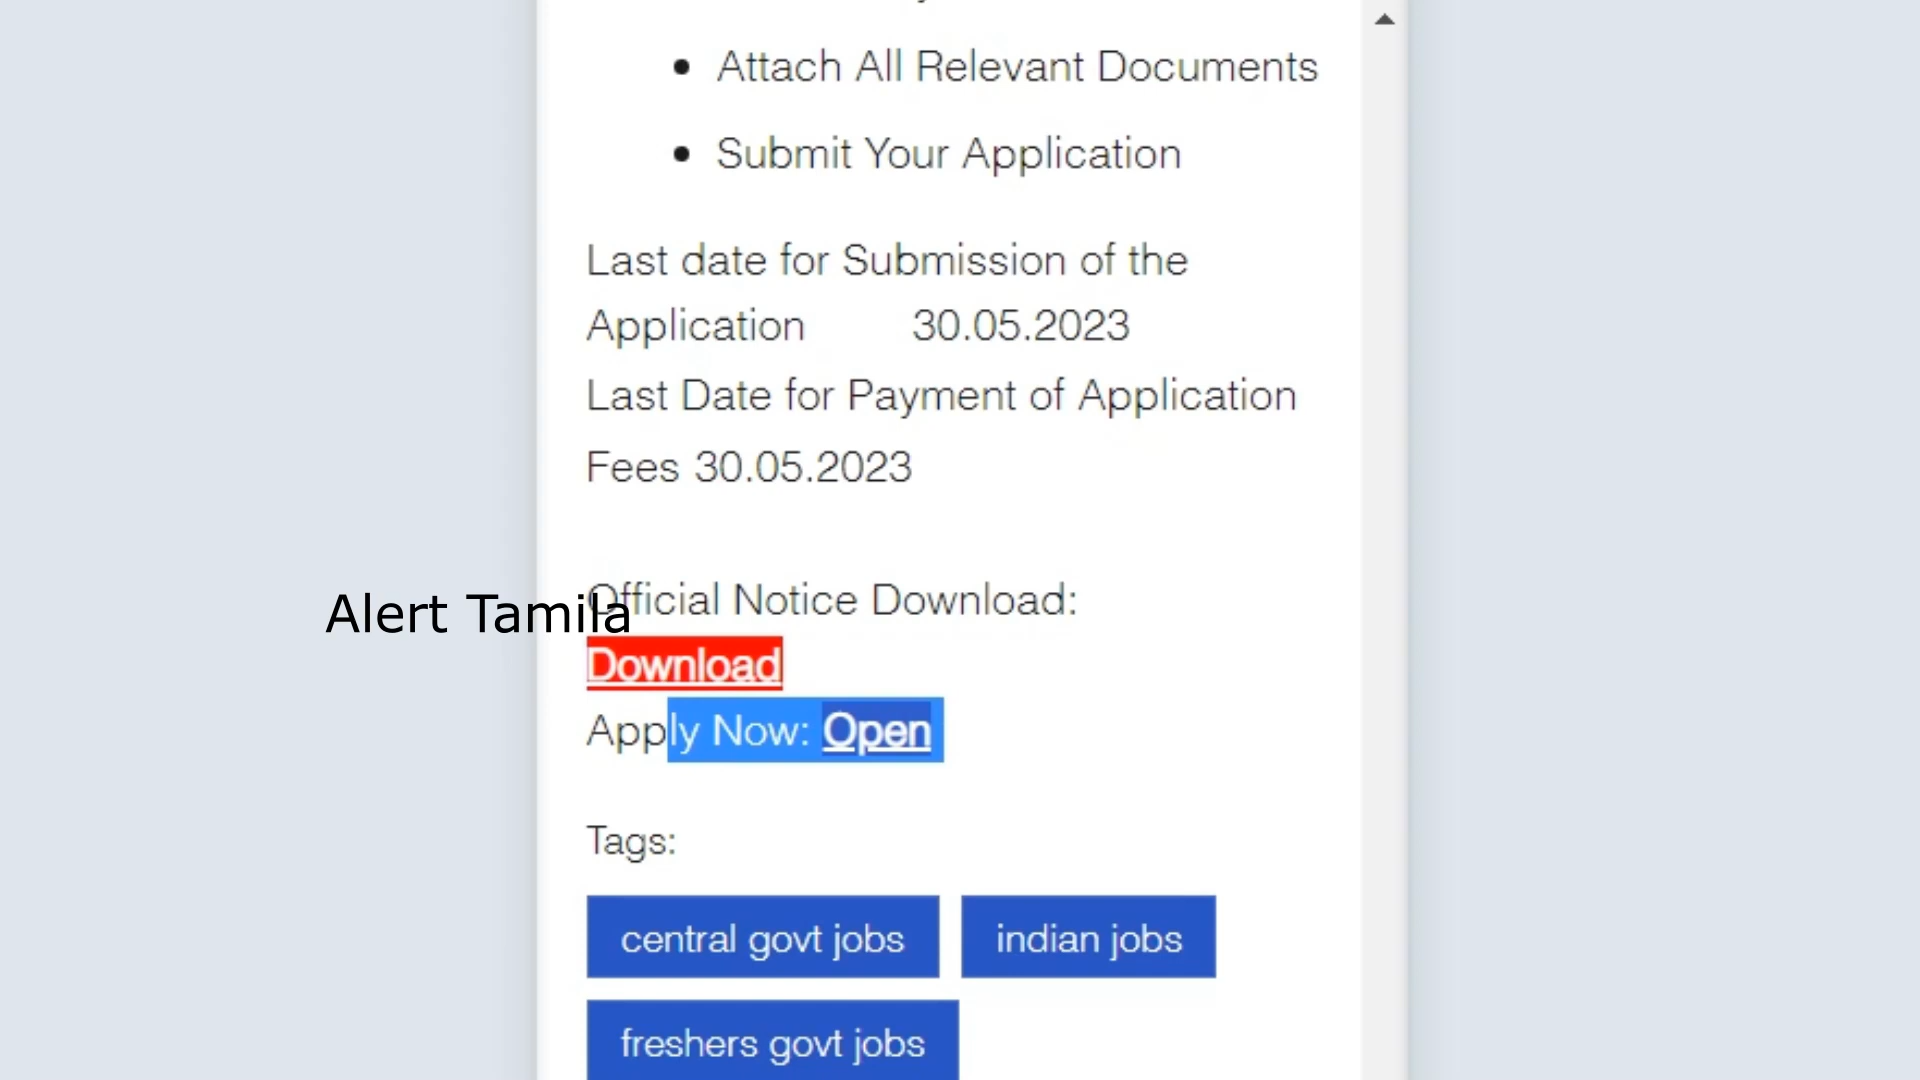 Attach All Relevant Documents
Submit Your Application
Last date for Submission of the
Application 30.05.2023
Last Date for Payment of Application
Fees 30.05.2023
Official Notice Download:
Alert Tamila
Download
Apply Now: Open
Tags:
central govt jobs
indian jobs
freshers govt jobs